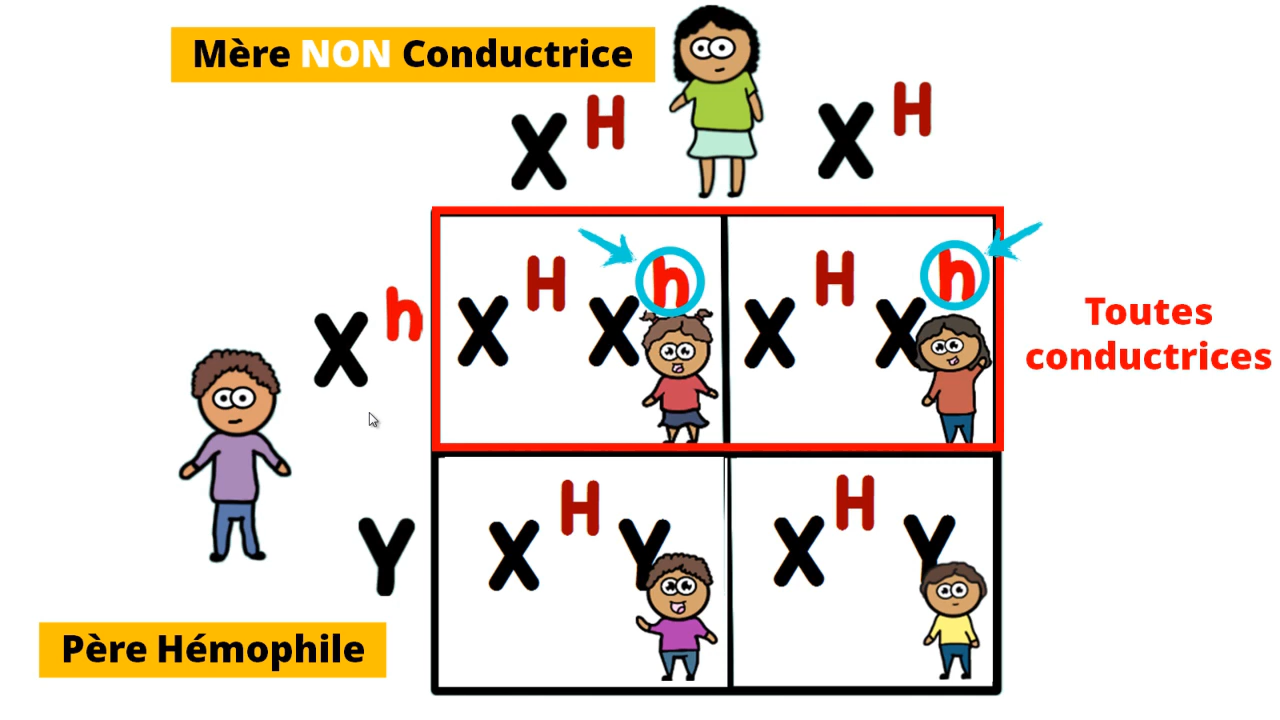 Mère NON Conductrice
X H X H
X h
X H X h
X H X h
Toutes
conductrices
Y
X H Y
X H Y
Père Hémophile